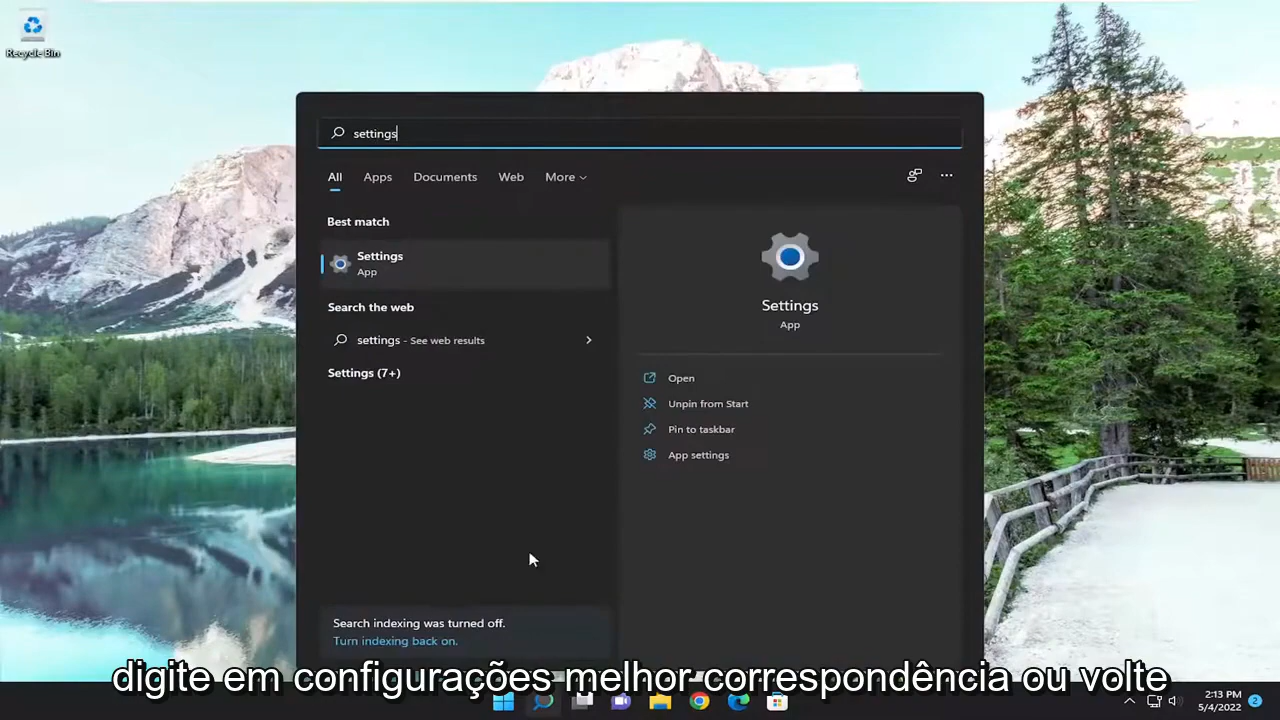 Recycle Bin
settings
All Apps Documents Web More
Best match
Settings
App
Search the web
settings - See web results
Settings (7+)
Settings
App
Open
Unpin from Start
Pin to taskbar
App settings
Search indexing was turned off.
Turn indexing back on.
digite em configurações melhor correspondência ou volte
2:13 PM
5/4/2022
2